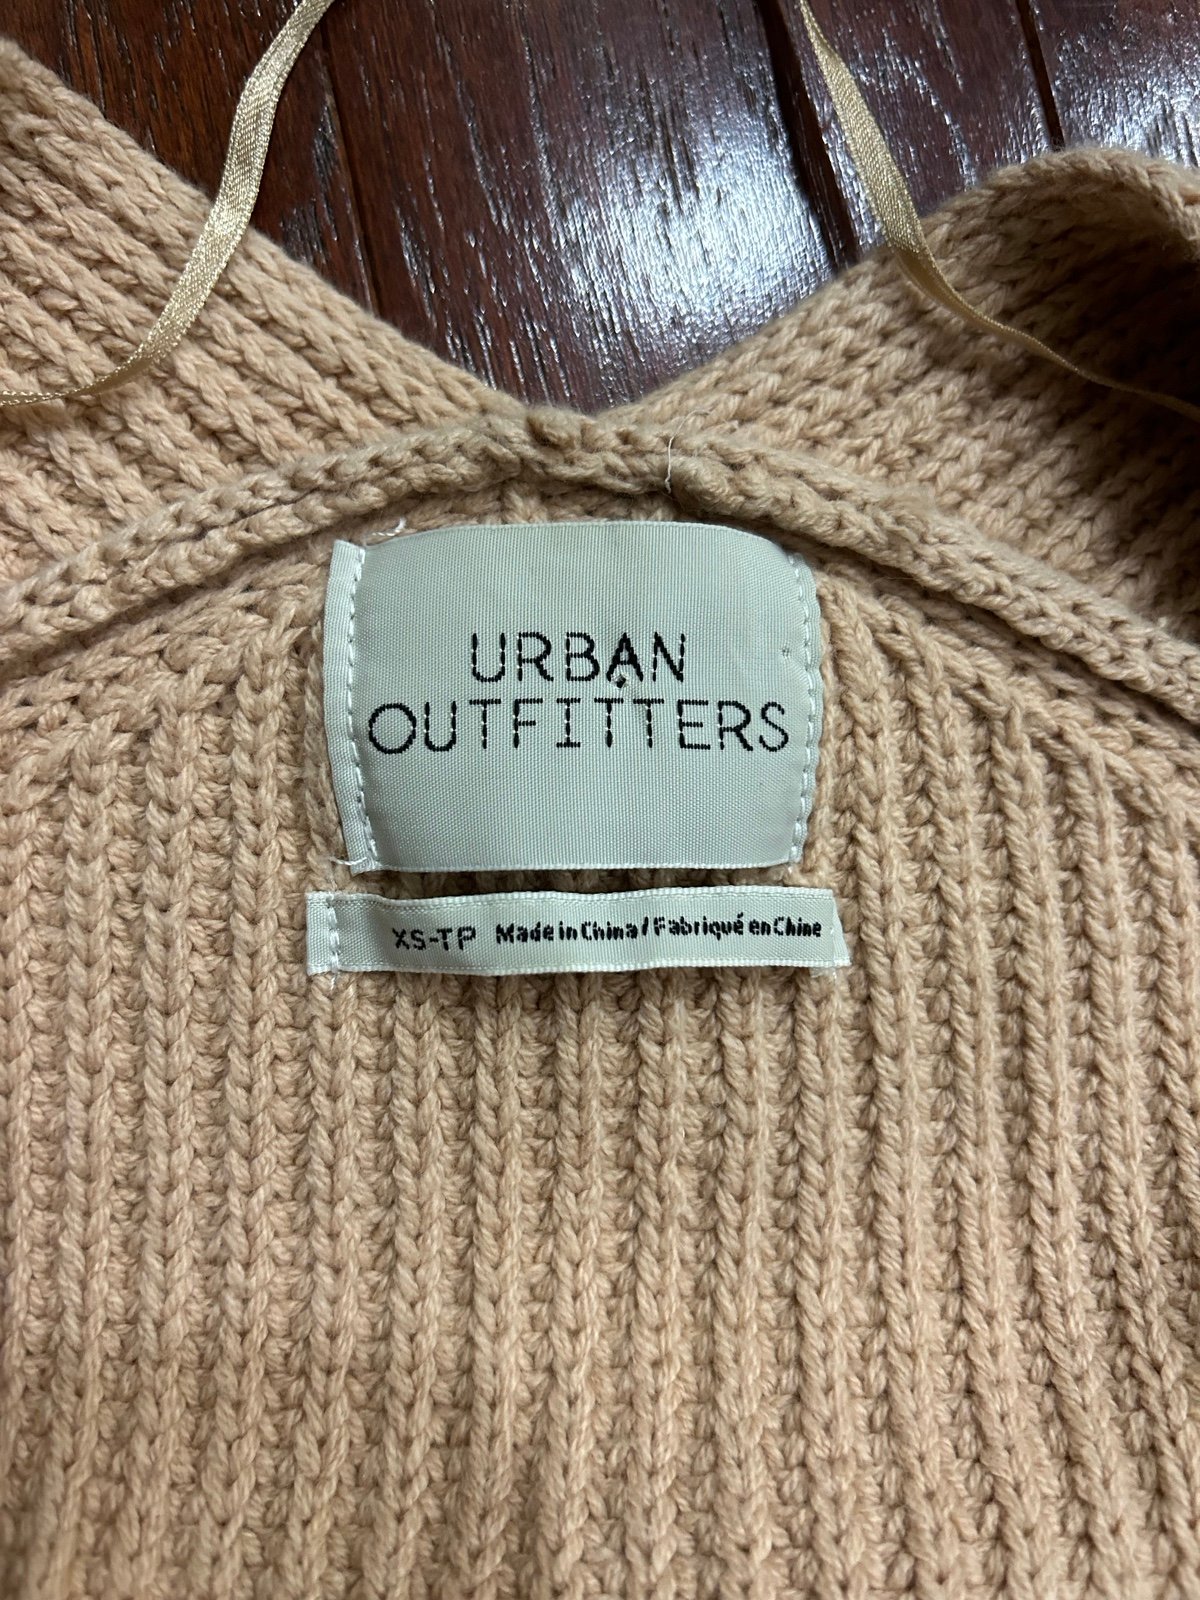 URBAN
OUTFITTERS
XS-TP Made in China / Fabriqué en Chine